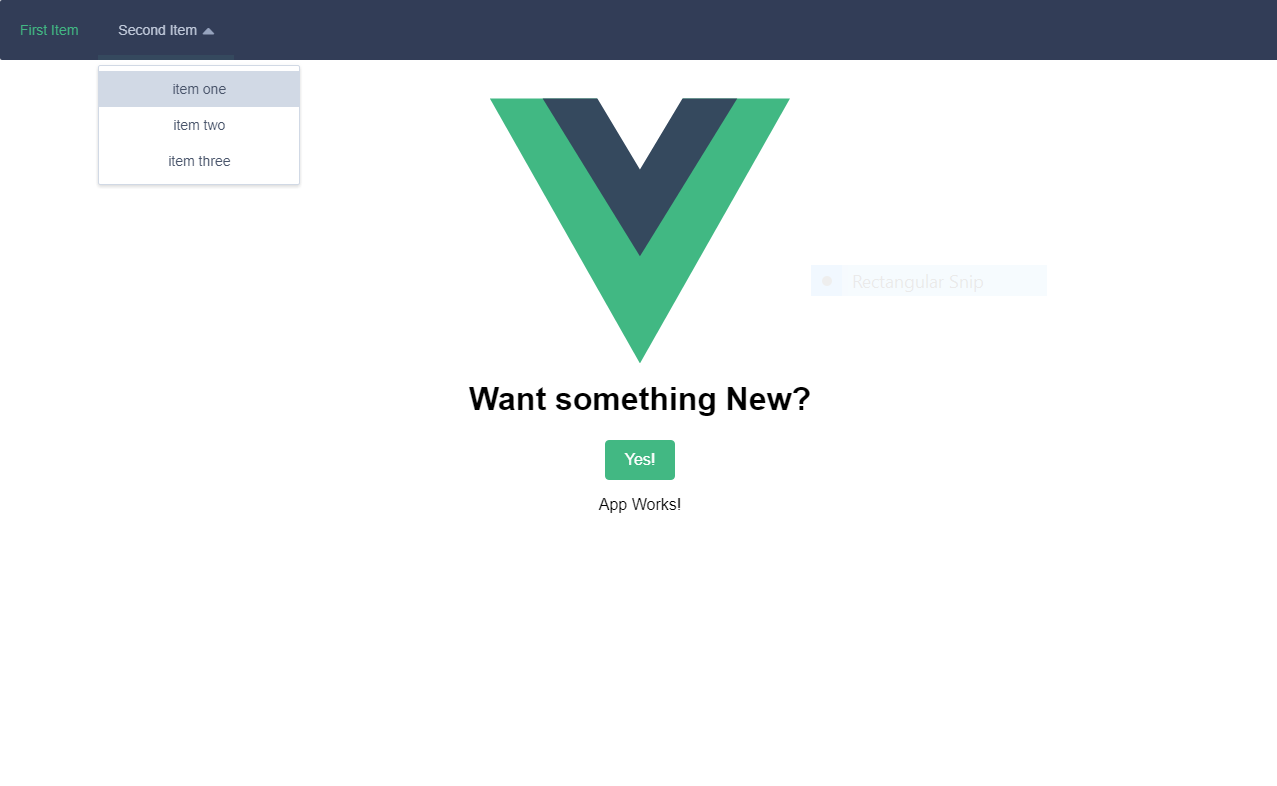 First Item
Second Item
item one
item two
item three
Rectangular Snip
Want something New?
Yes!
App Works!